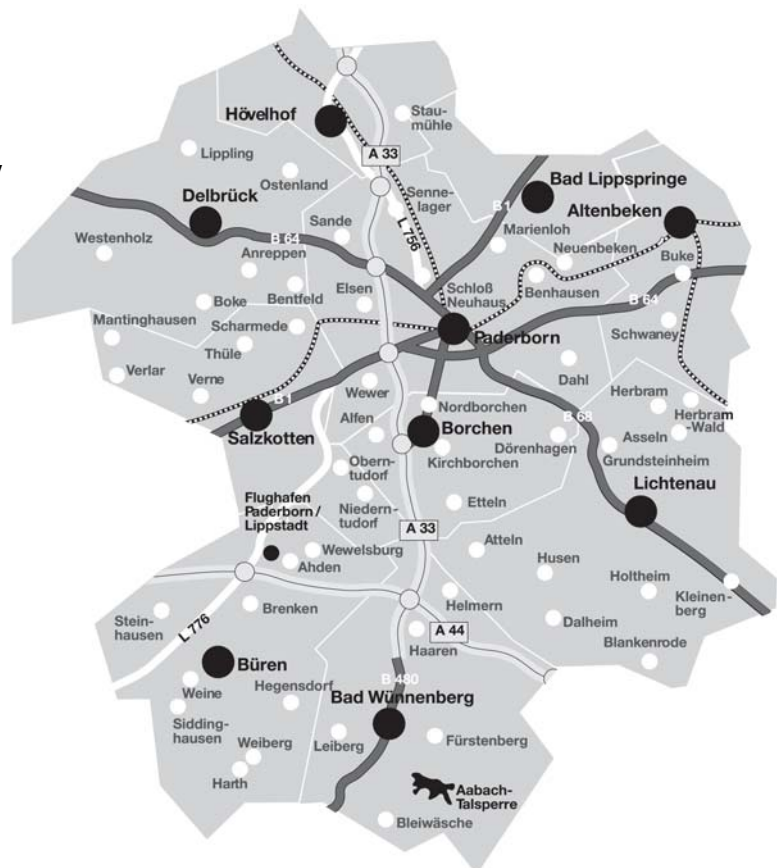 Hövelhof
Stau-
mühle
Lippling
A 33
Ostenland
Senne-
lager
Bad Lippspringe
Delbrück
B 1
Altenbeken
Sande
L 756
Marienloh
Westenholz
B 64
Neuenbeken
Anreppen
Buke
Elsen
Schloß
Neuhaus
Benhausen
Boke
Bentfeld
B 64
Mantinghausen
Scharmede
Paderborn
Schwaney
Thüle
Verlar
Verne
Wewer
Dahl
Herbram
B 1
Nordborchen
Herbram
-Wald
Salzkotten
Alfen
Borchen
B 68
Dörenhagen
Asseln
Kirchborchen
Grundsteinheim
Obern-
tudorf
Lichtenau
Flughafen
Paderborn/
Lippstadt
Niedern-
tudorf
Etteln
A 33
Wewelsburg
Atteln
Ahden
Husen
Holtheim
Kleinen-
berg
Brenken
Helmern
Stein-
hausen
Dalheim
L 776
A 44
Haaren
Blankenrode
Büren
B 480
Weine
Hegensdorf
Bad Wünnenberg
Sidding-
hausen
Leiberg
Fürstenberg
Weiberg
Harth
Aabach-
Talsperre
Bleiwäsche